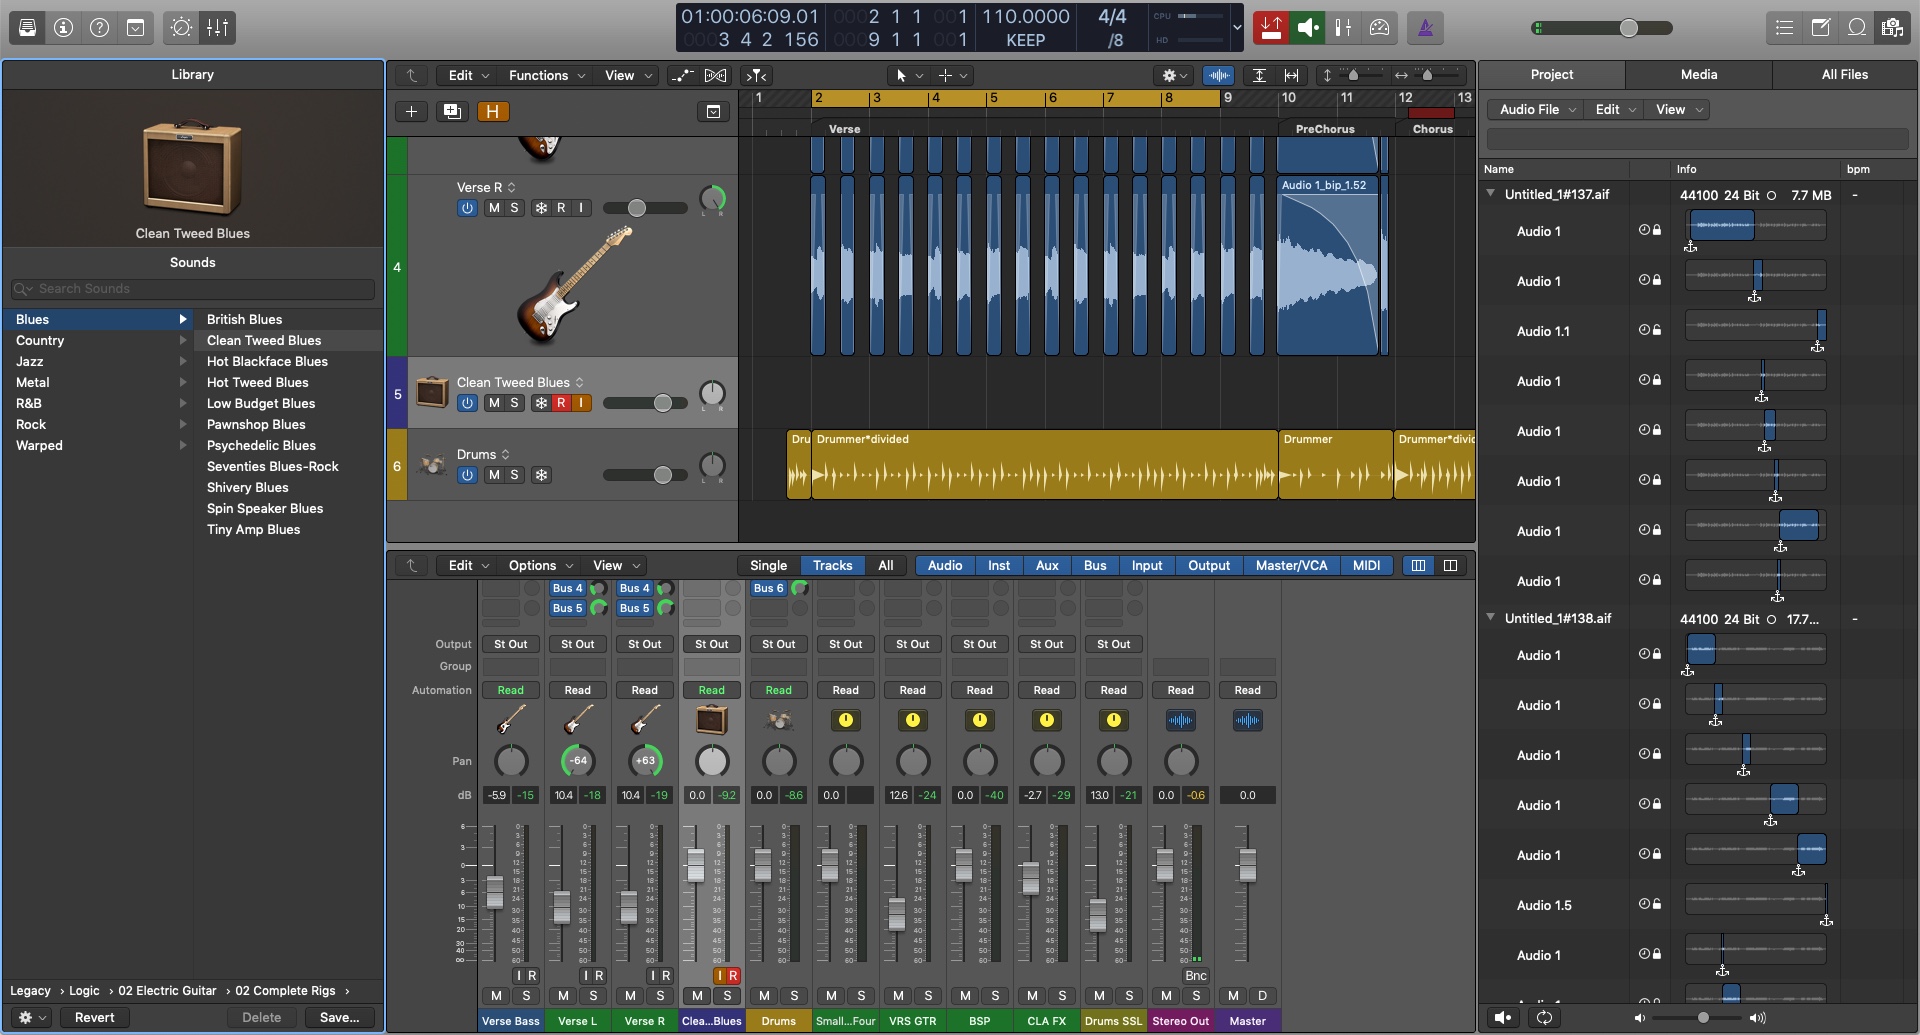 01:00:06:09.01
0003 4 2 156
0002 1 1 001
0009 1 1 001
110.0000
KEEP
4/4
/8
CPU
HD
Library
Clean Tweed Blues
Sounds
Search Sounds
Blues
Country
Jazz
Metal
R&B
Rock
Warped
British Blues
Clean Tweed Blues
Hot Blackface Blues
Hot Tweed Blues
Low Budget Blues
Pawnshop Blues
Psychedelic Blues
Seventies Blues-Rock
Shivery Blues
Spin Speaker Blues
Tiny Amp Blues
Legacy Logic 02 Electric Guitar 02 Complete Rigs
Revert Delete Save...
Edit Functions View
H
1 2 3 4 5 6 7 8 9 10 11 12 13
Verse PreChorus Chorus
4
Verse R
M S R I
L R
Audio 1_bip_1.52
5
Clean Tweed Blues
M S R I
L R
6
Drums
M S
L R
Dru Drummer*divided Drummer Drummer*divid
Edit Options View
Single Tracks All
Audio Inst Aux Bus Input Output Master/VCA MIDI
Bus 4 Bus 4 Bus 6
Bus 5 Bus 5
Output St Out St Out St Out St Out St Out St Out St Out St Out St Out St Out
Group
Automation Read Read Read Read Read Read Read Read Read Read Read Read
Pan -64 +63
dB -5.9 -15 10.4 -18 10.4 -19 0.0 -9.2 0.0 -8.6 0.0 12.6 -24 0.0 -40 -2.7 -29 13.0 -21 0.0 -0.6 0.0
I R I R I R I R Bnc
M S M S M S M S M S M S M S M S M S M S M S M D
Verse Bass Verse L Verse R Clea...Blues Drums Small...Four VRS GTR BSP CLA FX Drums SSL Stereo Out Master
Project Media All Files
Audio File Edit View
Name Info bpm
Untitled_1#137.aif 44100 24 Bit 7.7 MB -
Audio 1
Audio 1
Audio 1.1
Audio 1
Audio 1
Audio 1
Audio 1
Audio 1
Untitled_1#138.aif 44100 24 Bit 17.7... -
Audio 1
Audio 1
Audio 1
Audio 1
Audio 1
Audio 1.5
Audio 1